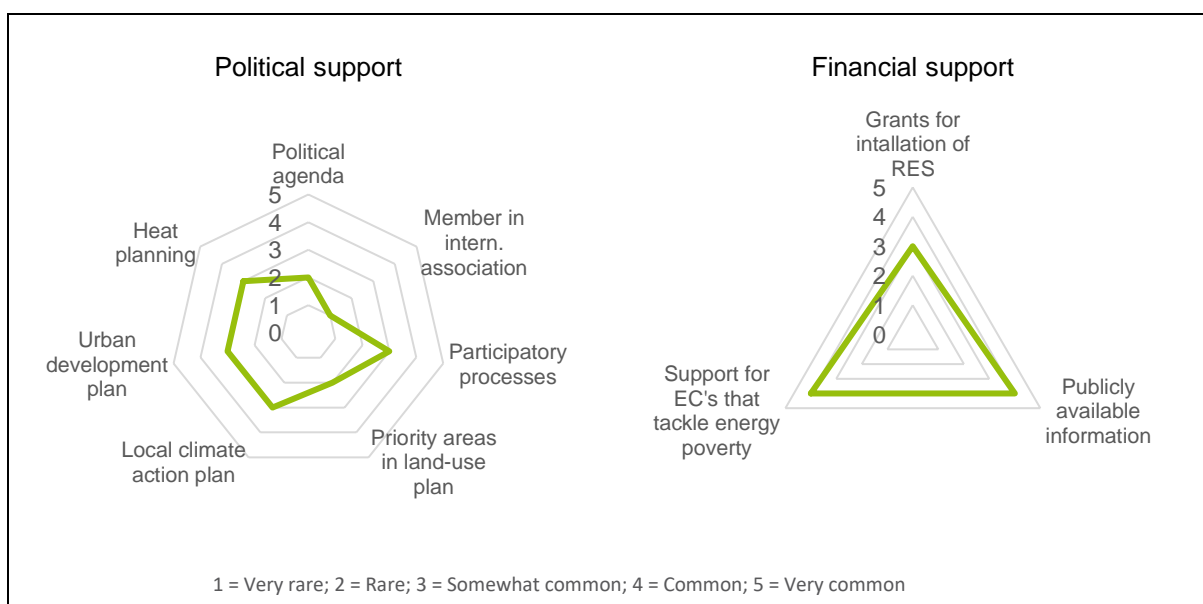 Political support
Political
agenda
5
4
3
2
1
0
Member in
intern.
association
Participatory
processes
Priority areas
in land-use
plan
Local climate
action plan
Urban
development
plan
Heat
planning
Financial support
Grants for
intallation of
RES
5
4
3
2
1
0
Publicly
available
information
Support for
EC's that
tackle energy
poverty
1 = Very rare; 2 = Rare; 3 = Somewhat common; 4 = Common; 5 = Very common